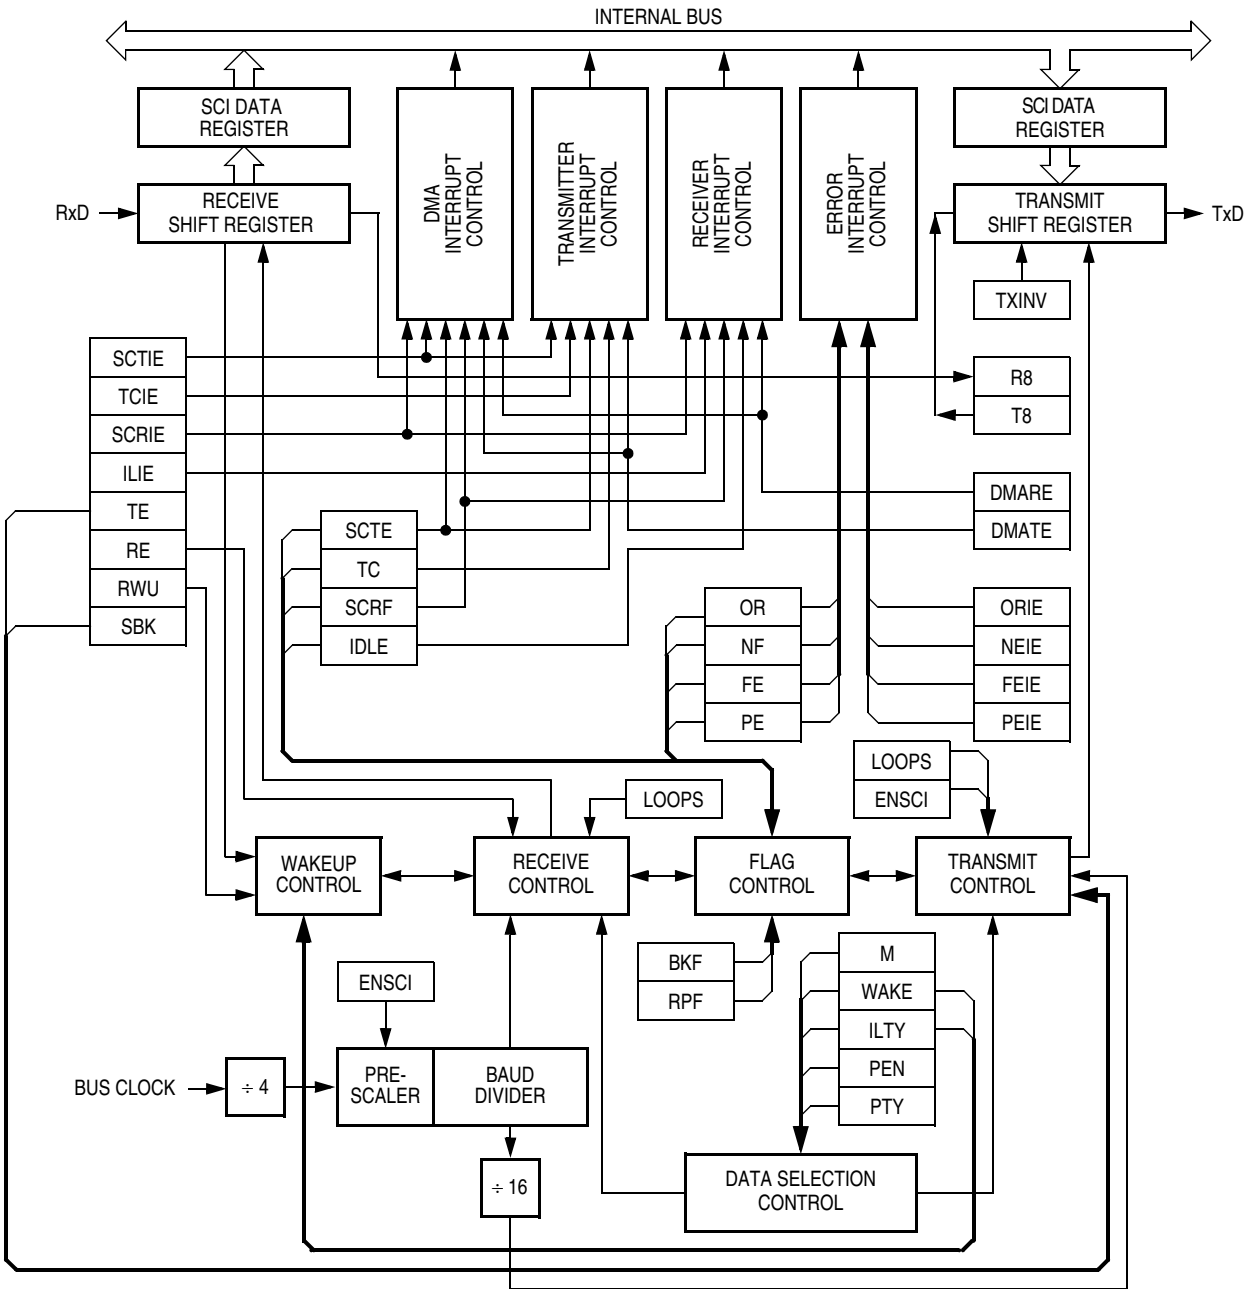 INTERNAL BUS
SCI DATA
REGISTER
DMA
INTERRUPT
CONTROL
TRANSMITTER
INTERRUPT
CONTROL
RECEIVER
INTERRUPT
CONTROL
ERROR
INTERRUPT
CONTROL
SCI DATA
REGISTER
RxD
RECEIVE
SHIFT REGISTER
TRANSMIT
SHIFT REGISTER
TxD
TXINV
SCTIE
TCIE
SCRIE
ILIE
TE
RE
RWU
SBK
R8
T8
DMARE
DMATE
SCTE
TC
SCRF
IDLE
OR
NF
FE
PE
ORIE
NEIE
FEIE
PEIE
LOOPS
ENSCI
LOOPS
WAKEUP
CONTROL
RECEIVE
CONTROL
FLAG
CONTROL
TRANSMIT
CONTROL
BKF
RPF
M
WAKE
ILTY
PEN
PTY
ENSCI
BUS CLOCK
÷ 4
PRE-
SCALER
BAUD
DIVIDER
÷ 16
DATA SELECTION
CONTROL